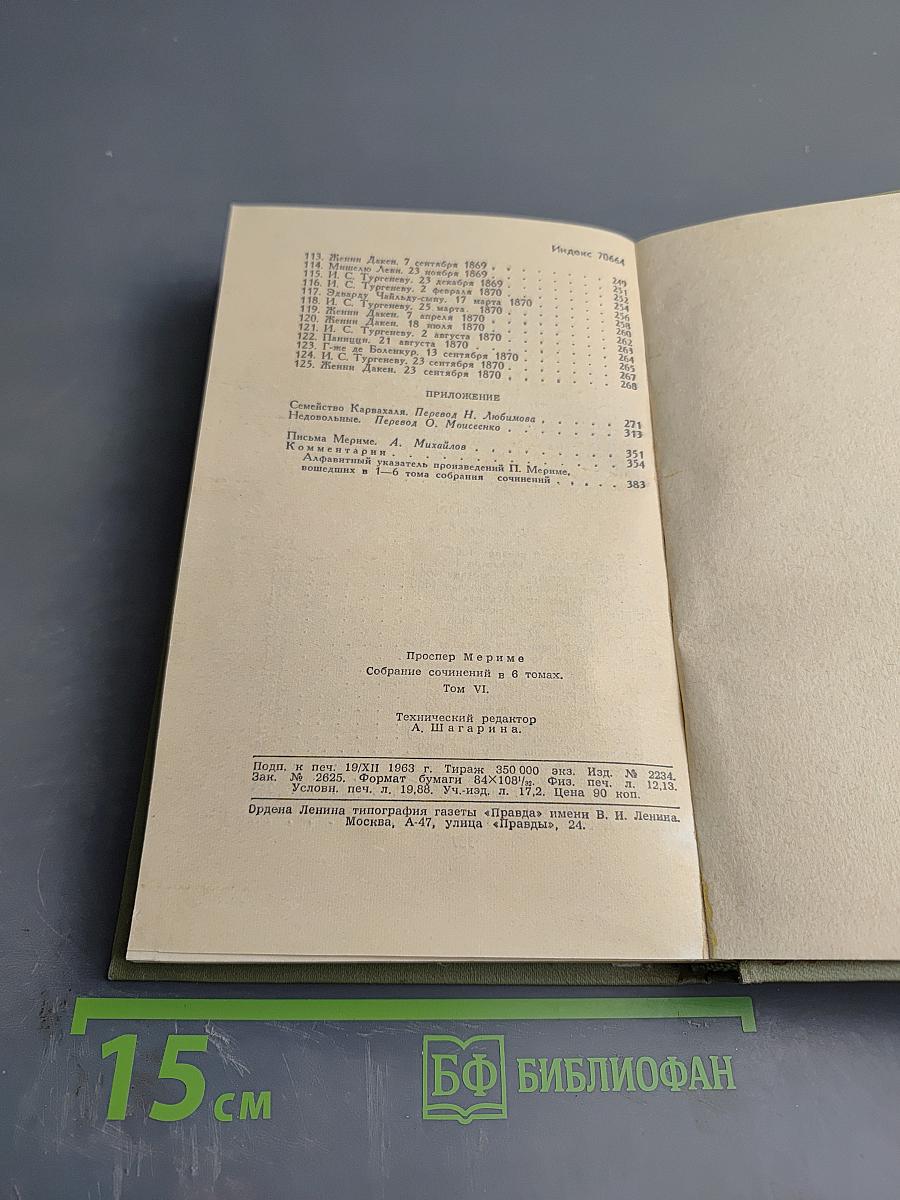 Индекс 70664
113. Женни Дакен. 7 сентября 1869 . . . . . . . 249
114. Мишелю Леви. 23 ноября 1869 . . . . . . . 251
115. И. С. Тургеневу. 23 декабря 1869 . . . . . . . 252
116. И. С. Тургеневу. 2 февраля 1870 . . . . . . . 254
117. Эдварду Чайльду-сыну. 17 марта 1870 . . . . . . 256
118. И. С. Тургеневу. 25 марта. 1870 . . . . . . . 258
119. Женни Дакен. 7 апреля 1870 . . . . . . . 260
120. Женни Дакен. 18 июля 1870 . . . . . . . 262
121. И. С. Тургеневу. 2 августа 1870 . . . . . . . 263
122. Паницци. 21 августа 1870 . . . . . . . 264
123. Г-же де Боленкур. 13 сентября 1870 . . . . . . 265
124. И. С. Тургеневу. 23 сентября 1870 . . . . . . 267
125. Женни Дакен. 23 сентября 1870 . . . . . . 268
ПРИЛОЖЕНИЕ
Семейство Карвахаля. Перевод Н. Любимова . . . . . 271
Недовольные. Перевод О. Моисеенко . . . . . . . 313
Письма Мериме. А. Михайлов . . . . . . . . 351
Комментарии . . . . . . . . . . . 354
Алфавитный указатель произведений П. Мериме,
вошедших в 1—6 тома собрания сочинений . . . . . 383
Проспер Мериме
Собрание сочинений в 6 томах.
Том VI.
Технический редактор
А. Шагарина.
Подп. к печ. 19/XII 1963 г. Тираж 350 000 экз. Изд. № 2234.
Зак. № 2625. Формат бумаги 84Х108¹/₃₂. Физ. печ. л. 12,13.
Условн. печ. л. 19,88. Уч.-изд. л. 17,2. Цена 90 коп.
Ордена Ленина типография газеты «Правда» имени В. И. Ленина.
Москва, А-47, улица «Правды», 24.
15 см
БФ БИБЛИОФАН